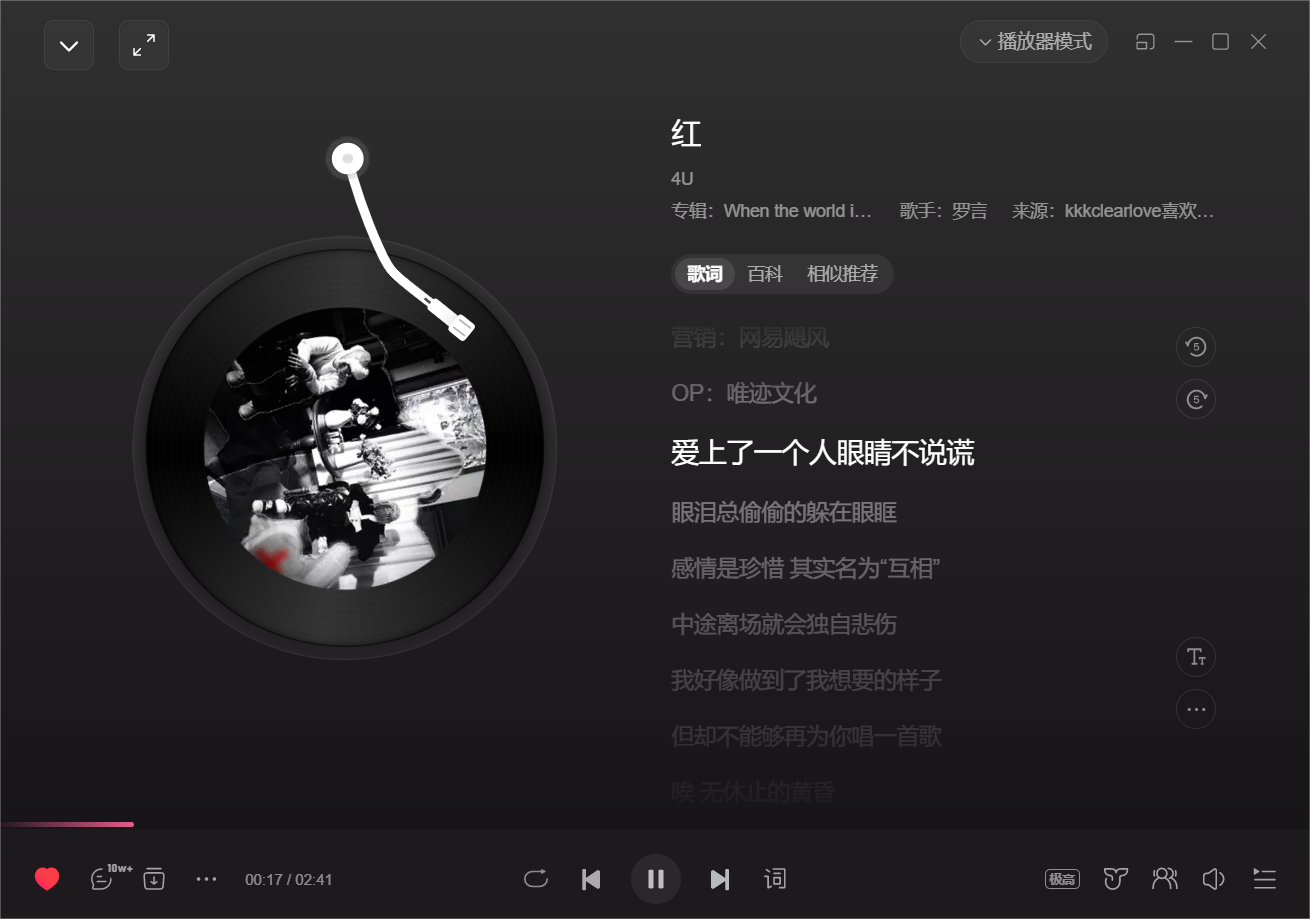 播放器模式
红
4U
专辑：When the world i... 歌手：罗言 来源：kkkclearlove喜欢...
歌词 百科 相似推荐
营销：网易飓风
OP：唯迹文化
爱上了一个人眼睛不说谎
眼泪总偷偷的躲在眼眶
感情是珍惜 其实名为“互相”
中途离场就会独自悲伤
我好像做到了我想要的样子
但却不能够再为你唱一首歌
唉 无休止的黄昏
5
5
TT
10w+
00:17 / 02:41
词
极高